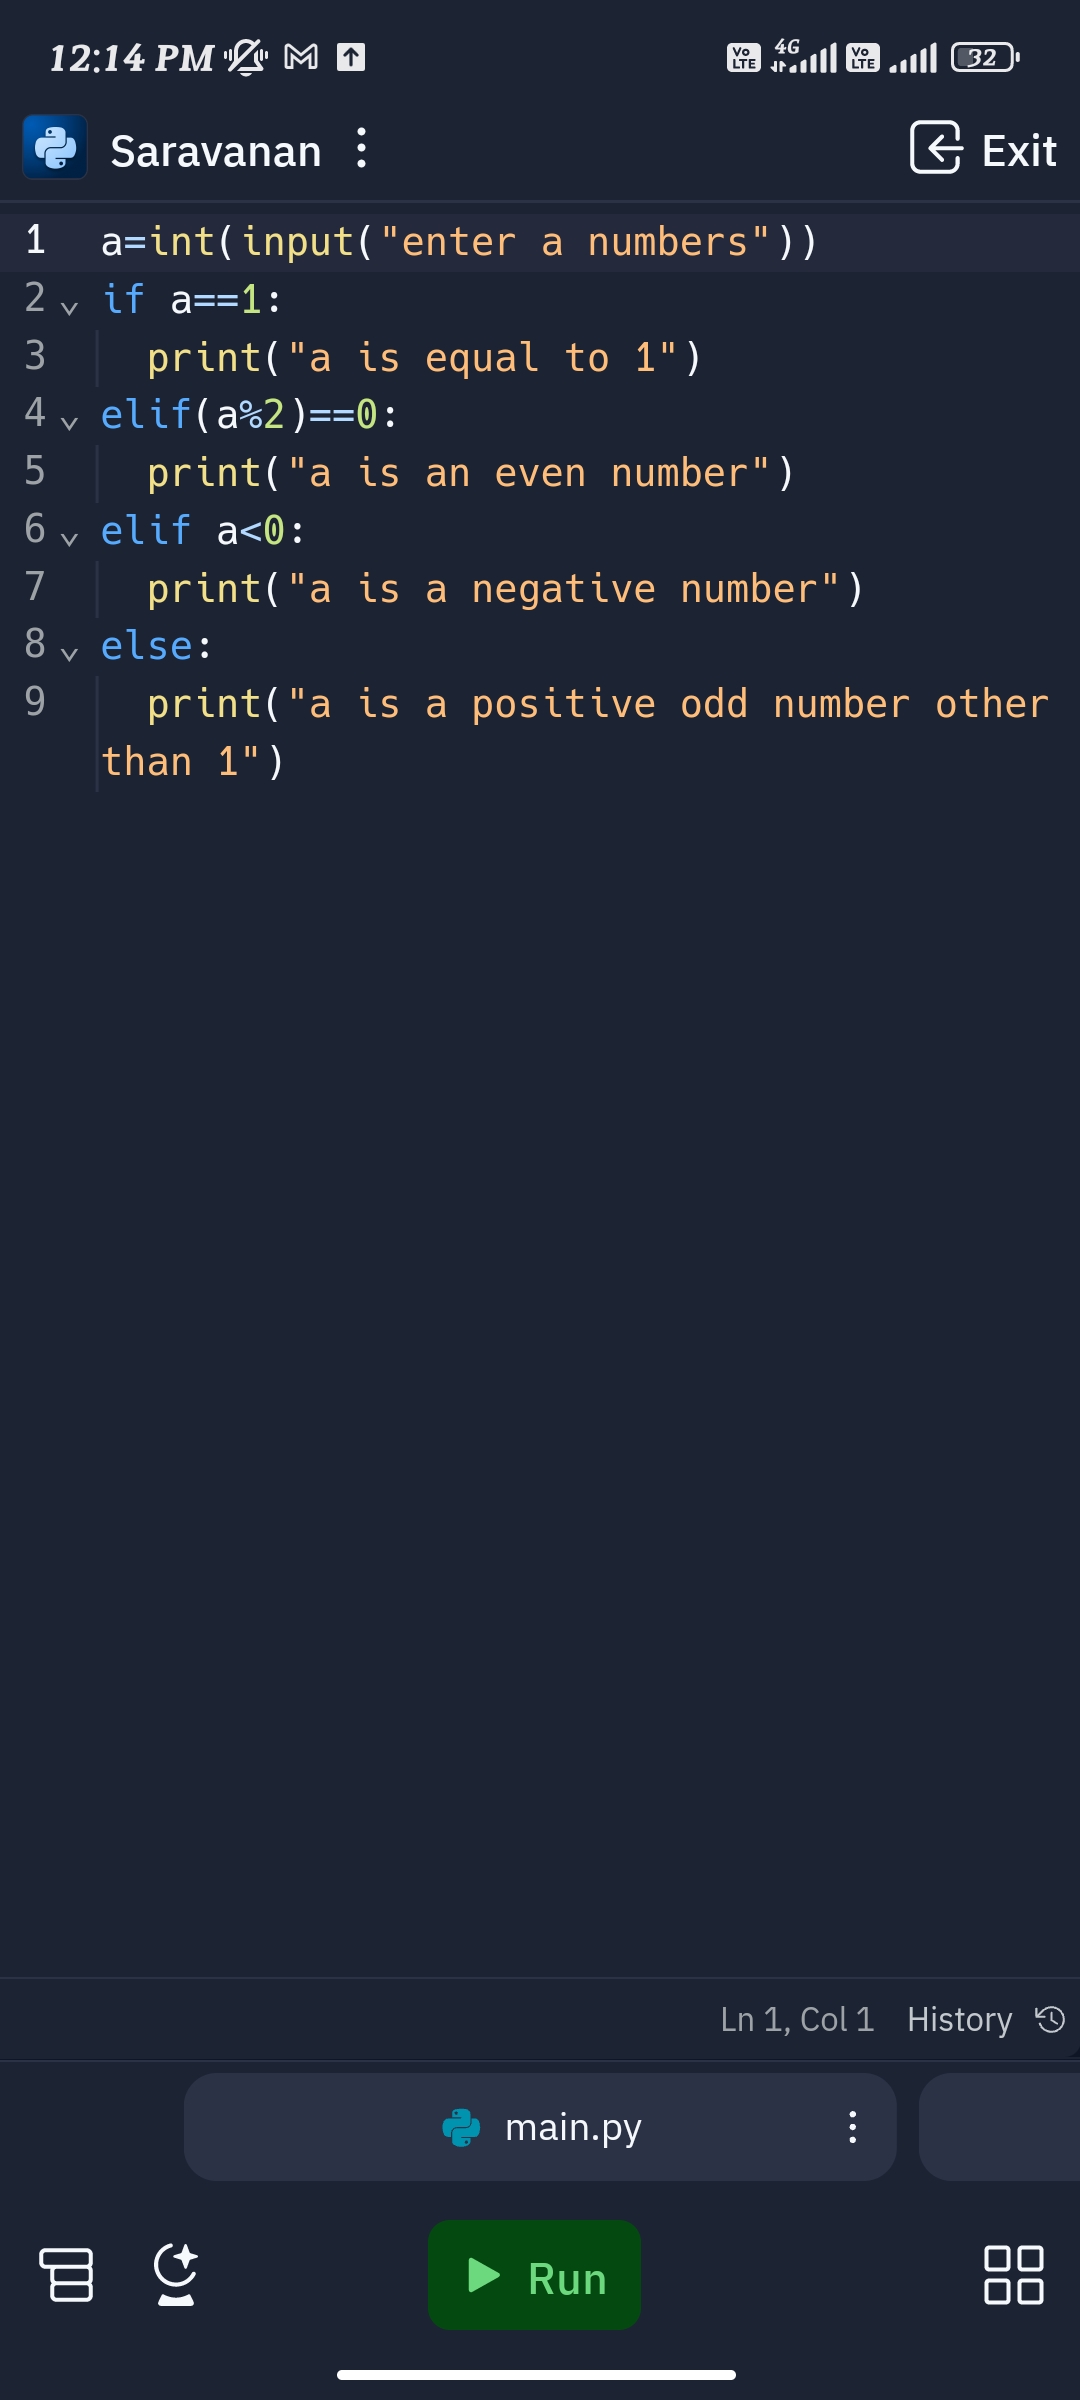 12:14 PM
Vo LTE 4G Vo LTE 32
Saravanan Exit
1 a=int(input("enter a numbers"))
2 if a==1:
3 print("a is equal to 1")
4 elif(a%2)==0:
5 print("a is an even number")
6 elif a<0:
7 print("a is a negative number")
8 else:
9 print("a is a positive odd number other
than 1")
Ln 1, Col 1 History
main.py
Run